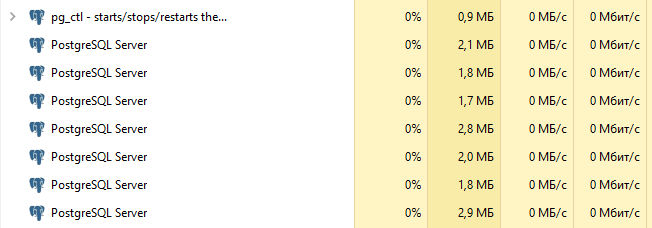 pg_ctl - starts/stops/restarts the... 0% 0,9 МБ 0 МБ/с 0 Мбит/с
PostgreSQL Server 0% 2,1 МБ 0 МБ/с 0 Мбит/с
PostgreSQL Server 0% 1,8 МБ 0 МБ/с 0 Мбит/с
PostgreSQL Server 0% 1,7 МБ 0 МБ/с 0 Мбит/с
PostgreSQL Server 0% 2,8 МБ 0 МБ/с 0 Мбит/с
PostgreSQL Server 0% 2,0 МБ 0 МБ/с 0 Мбит/с
PostgreSQL Server 0% 1,8 МБ 0 МБ/с 0 Мбит/с
PostgreSQL Server 0% 2,9 МБ 0 МБ/с 0 Мбит/с